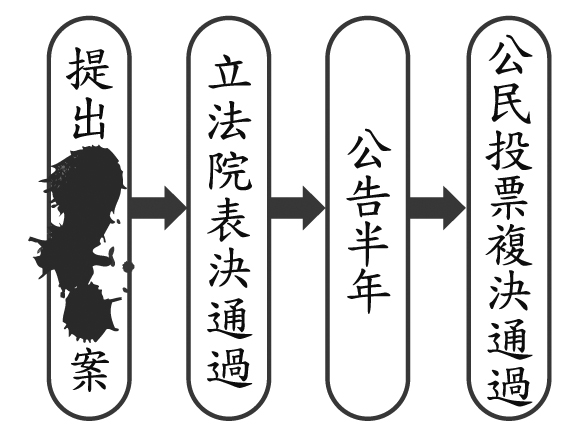 提出
案
立法院表決通過
公告半年
公民投票複決通過